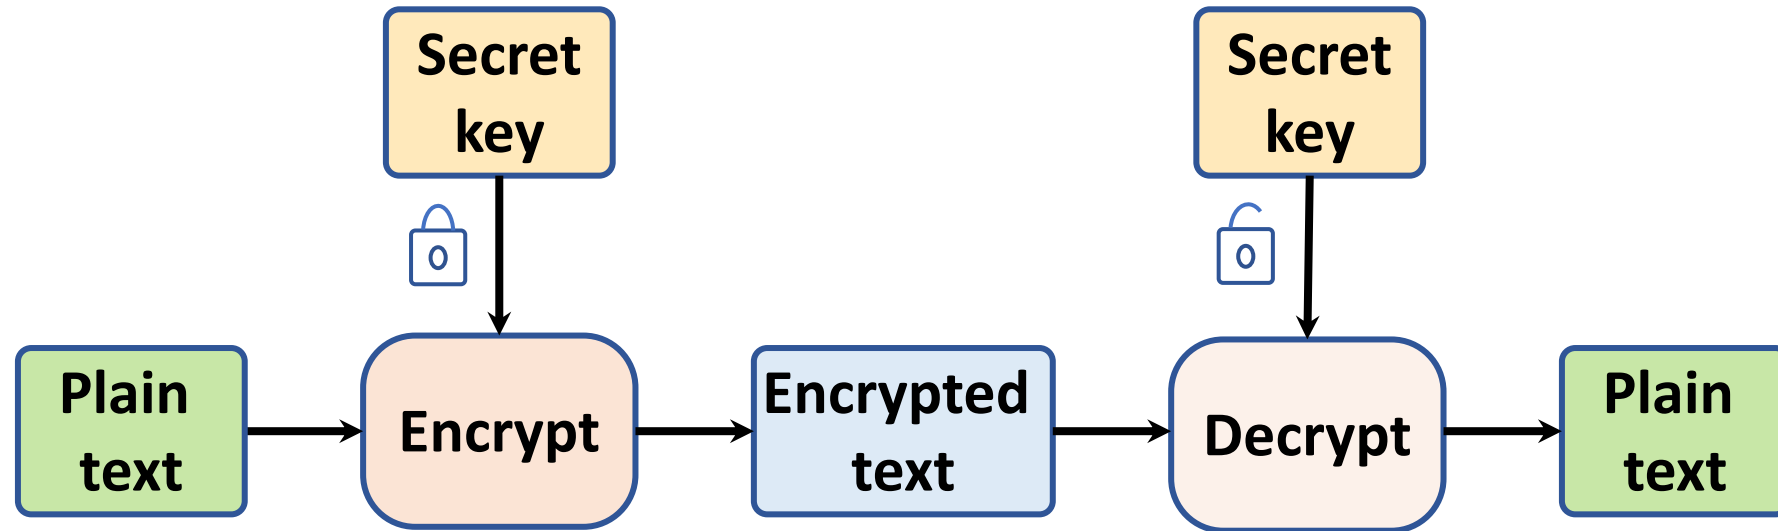 Secret
key
Secret
key
Plain
text
Encrypt
Encrypted
text
Decrypt
Plain
text